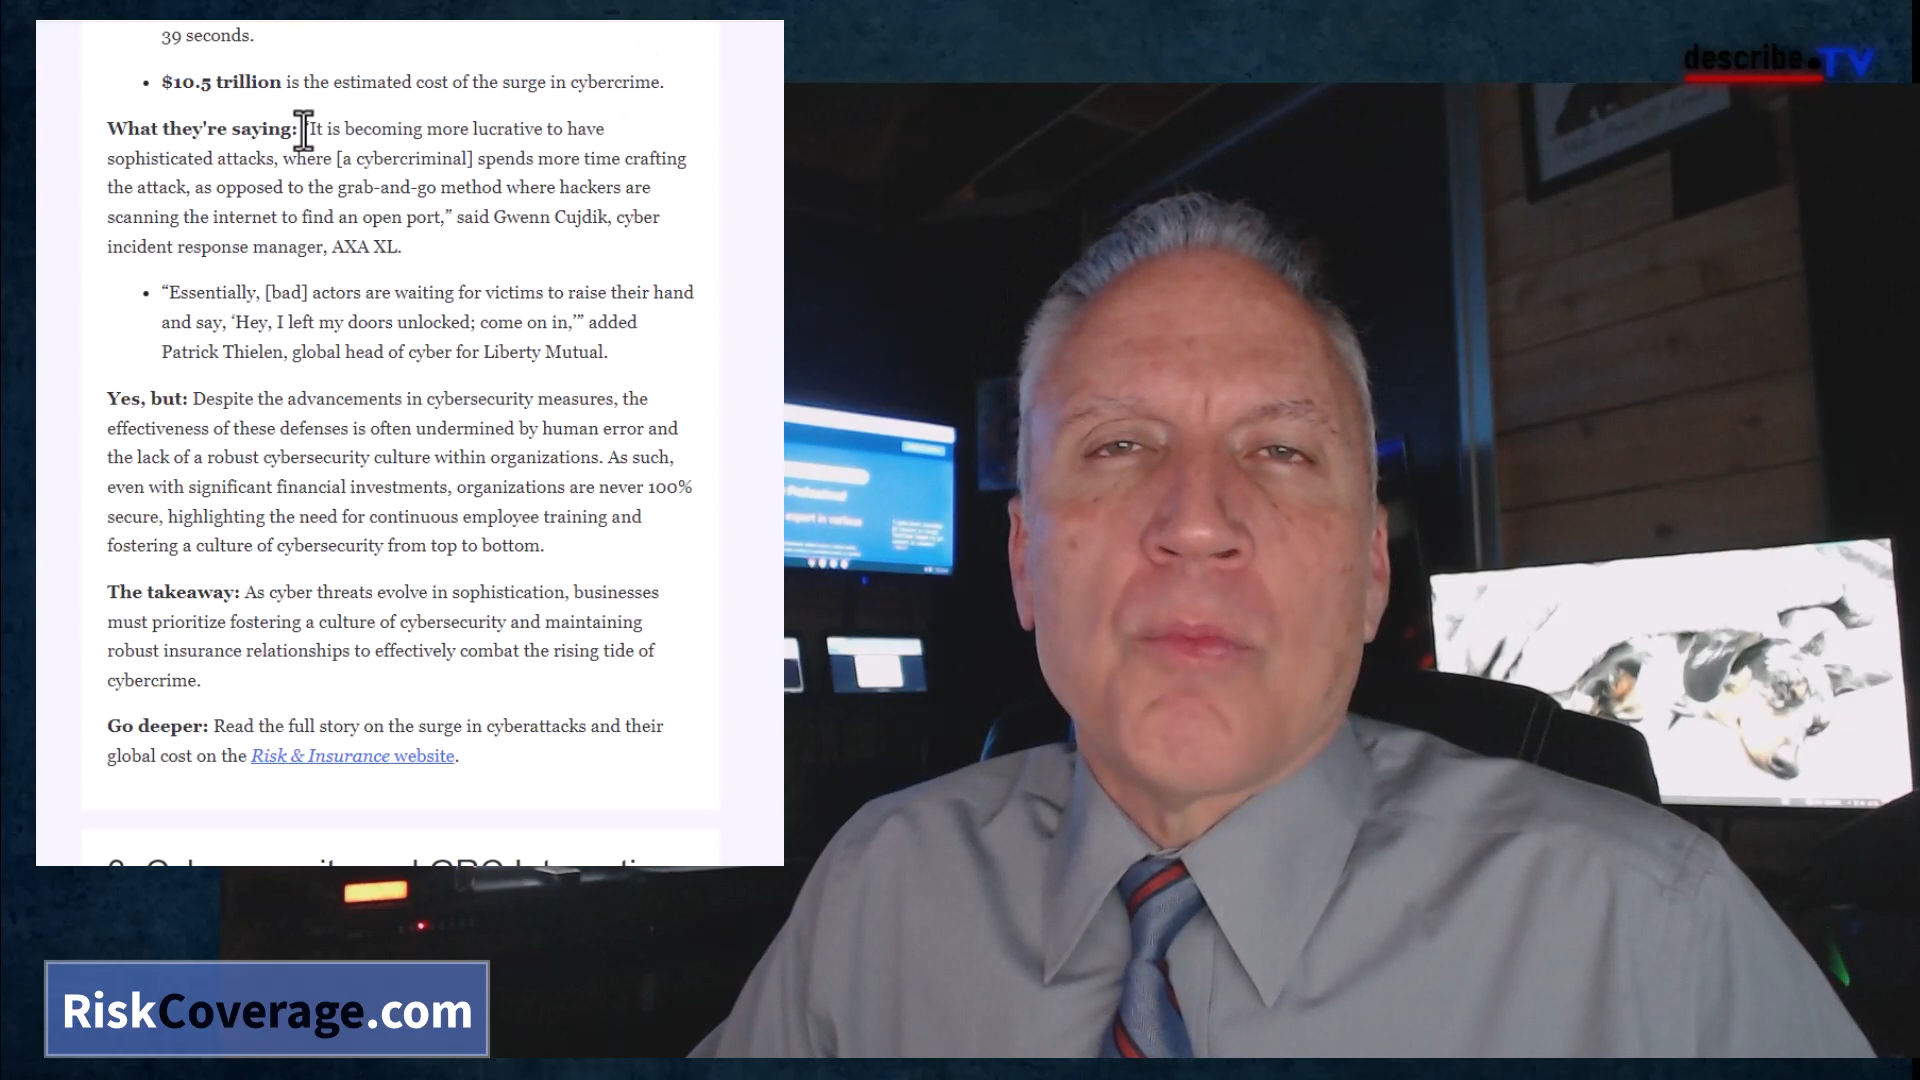 39 seconds.
• $10.5 trillion is the estimated cost of the surge in cybercrime.
What they're saying: "It is becoming more lucrative to have
sophisticated attacks, where [a cybercriminal] spends more time crafting
the attack, as opposed to the grab-and-go method where hackers are
scanning the internet to find an open port,” said Gwenn Cujdik, cyber
incident response manager, AXA XL.
• “Essentially, [bad] actors are waiting for victims to raise their hand
and say, ‘Hey, I left my doors unlocked; come on in,’” added
Patrick Thielen, global head of cyber for Liberty Mutual.
Yes, but: Despite the advancements in cybersecurity measures, the
effectiveness of these defenses is often undermined by human error and
the lack of a robust cybersecurity culture within organizations. As such,
even with significant financial investments, organizations are never 100%
secure, highlighting the need for continuous employee training and
fostering a culture of cybersecurity from top to bottom.
The takeaway: As cyber threats evolve in sophistication, businesses
must prioritize fostering a culture of cybersecurity and maintaining
robust insurance relationships to effectively combat the rising tide of
cybercrime.
Go deeper: Read the full story on the surge in cyberattacks and their
global cost on the Risk & Insurance website.
describe.TV
Professional
expert in various
RiskCoverage.com